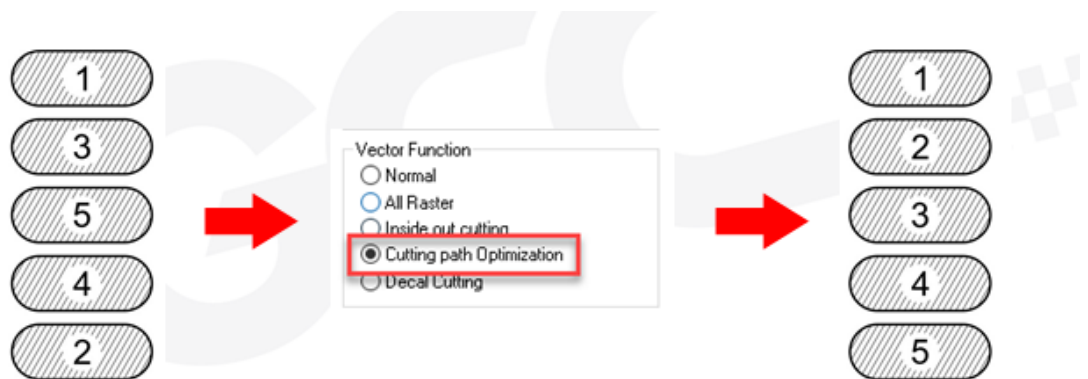 1
3
5
4
2
Vector Function
Normal
All Raster
Inside out cutting
Cutting path Optimization
Decal Cutting
1
2
3
4
5
GCC